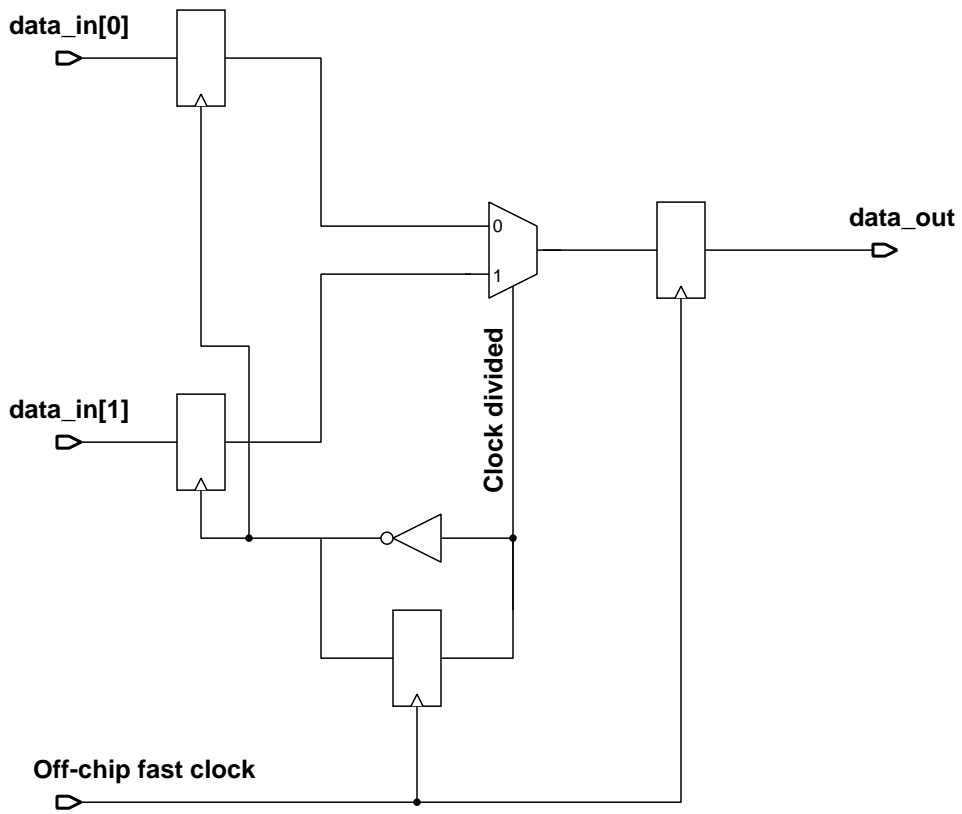 data_in[0]
0
data_out
1
Clock divided
data_in[1]
Off-chip fast clock